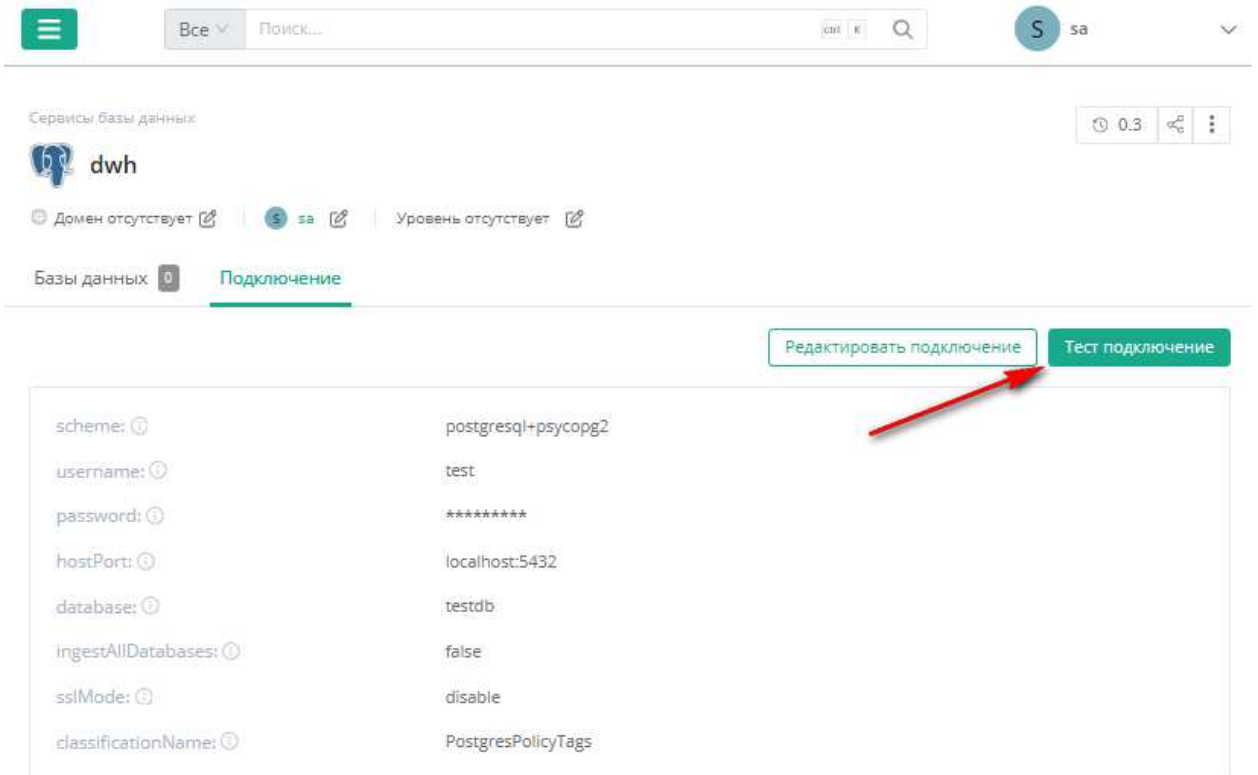 Все Поиск... ctrl K S sa
Сервисы базы данных
0.3
dwh
Домен отсутствует S sa Уровень отсутствует
Базы данных 0 Подключение
Редактировать подключение Тест подключение
scheme: postgresql+psycopg2
username: test
password: *********
hostPort: localhost:5432
database: testdb
ingestAllDatabases: false
sslMode: disable
classificationName: PostgresPolicyTags